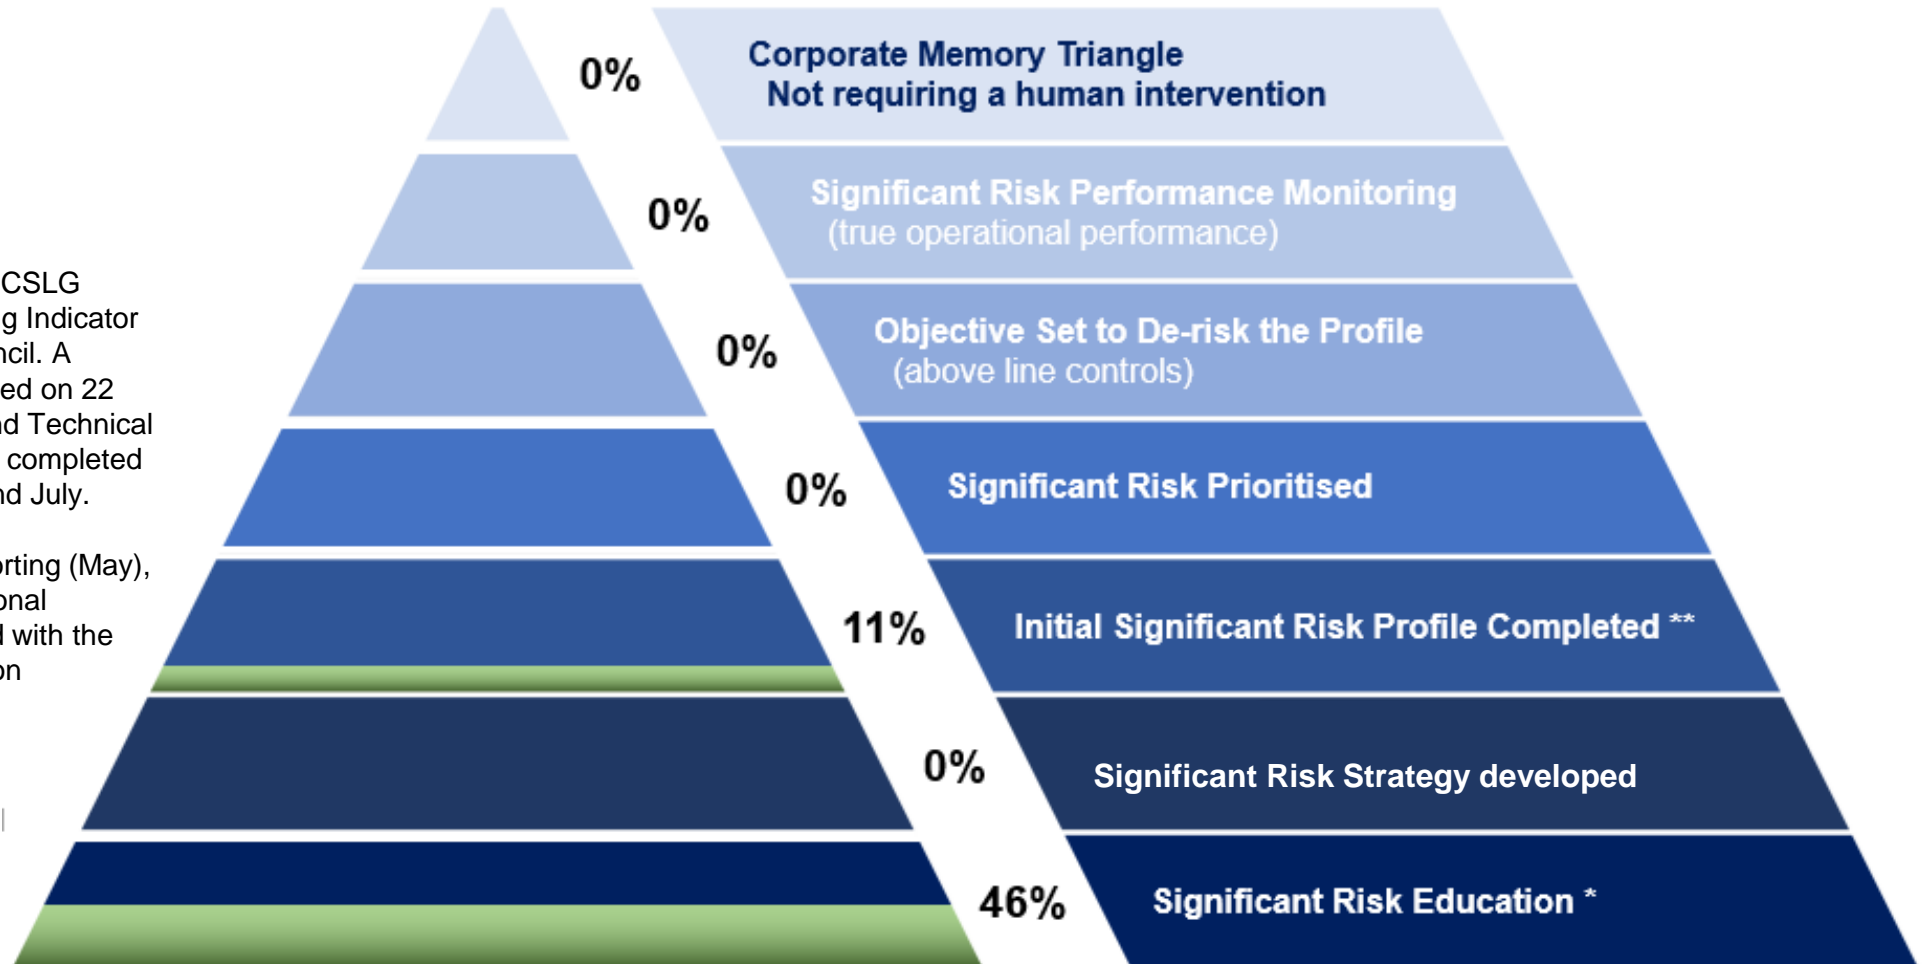 CSLG
g Indicator
ncil. A
ed on 22
nd Technical
completed
nd July.
orting (May),
onal
d with the
on
0%
Corporate Memory Triangle
Not requiring a human intervention
0%
Significant Risk Performance Monitoring
(true operational performance)
0%
Objective Set to De-risk the Profile
(above line controls)
0%
Significant Risk Prioritised
11%
Initial Significant Risk Profile Completed **
0%
Significant Risk Strategy developed
46%
Significant Risk Education *